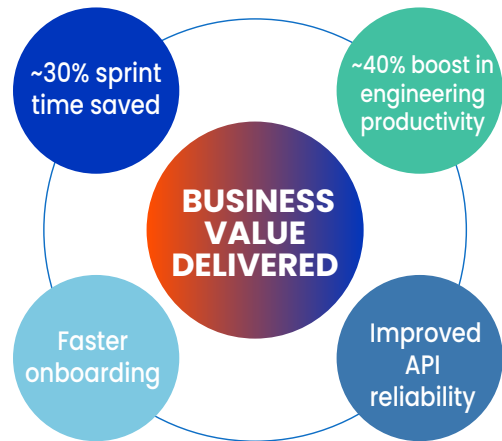 ~30% sprint
time saved
~40% boost in
engineering
productivity
BUSINESS
VALUE
DELIVERED
Faster
onboarding
Improved
API
reliability